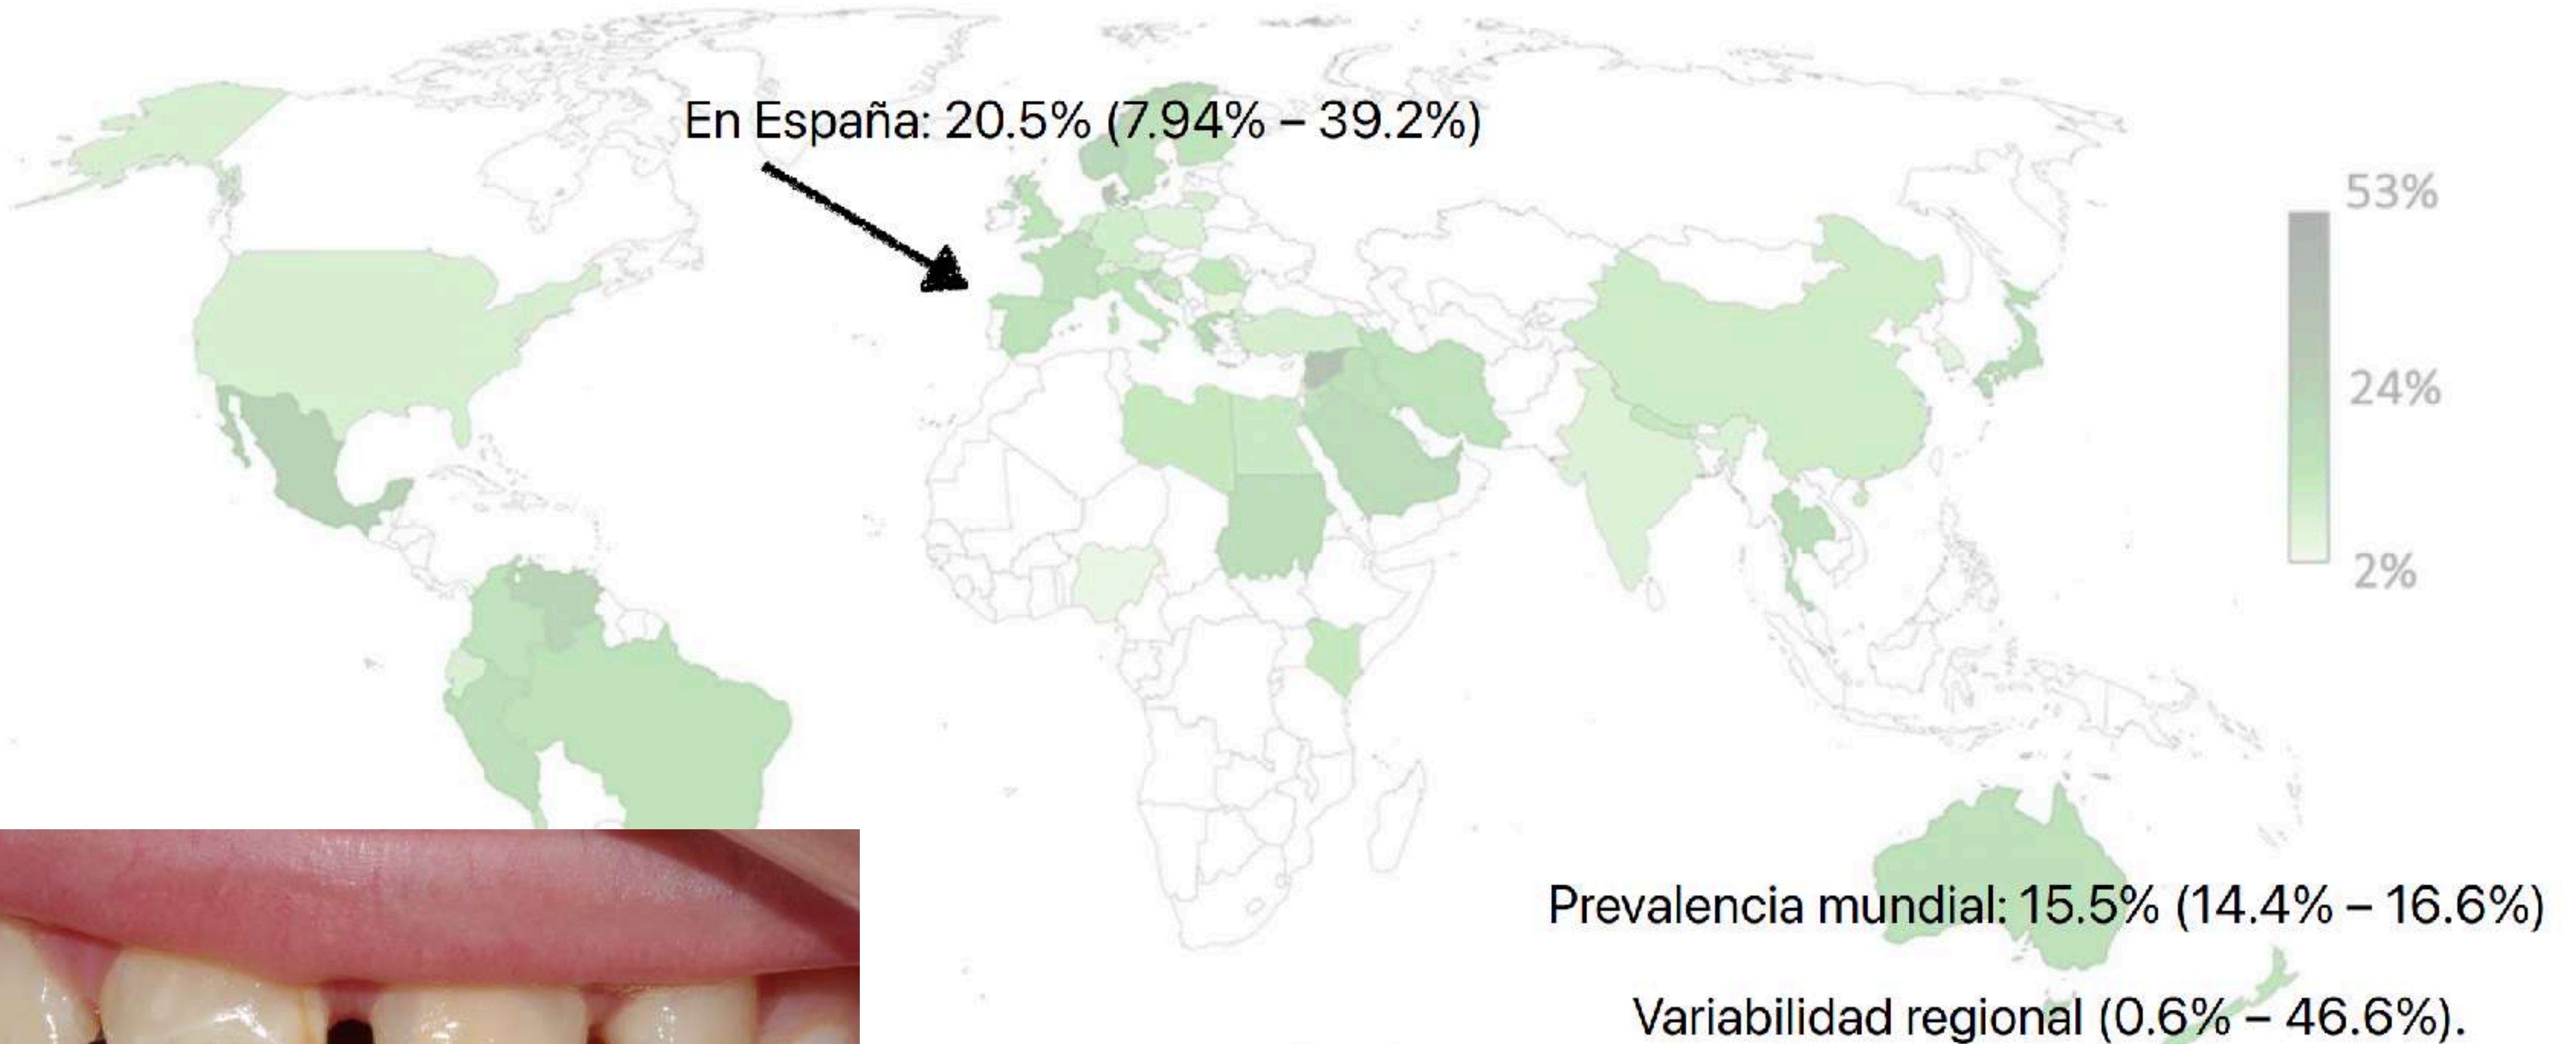 En España: 20.5% (7.94% – 39.2%)
53%
24%
2%
Prevalencia mundial: 15.5% (14.4% – 16.6%)
Variabilidad regional (0.6% – 46.6%).